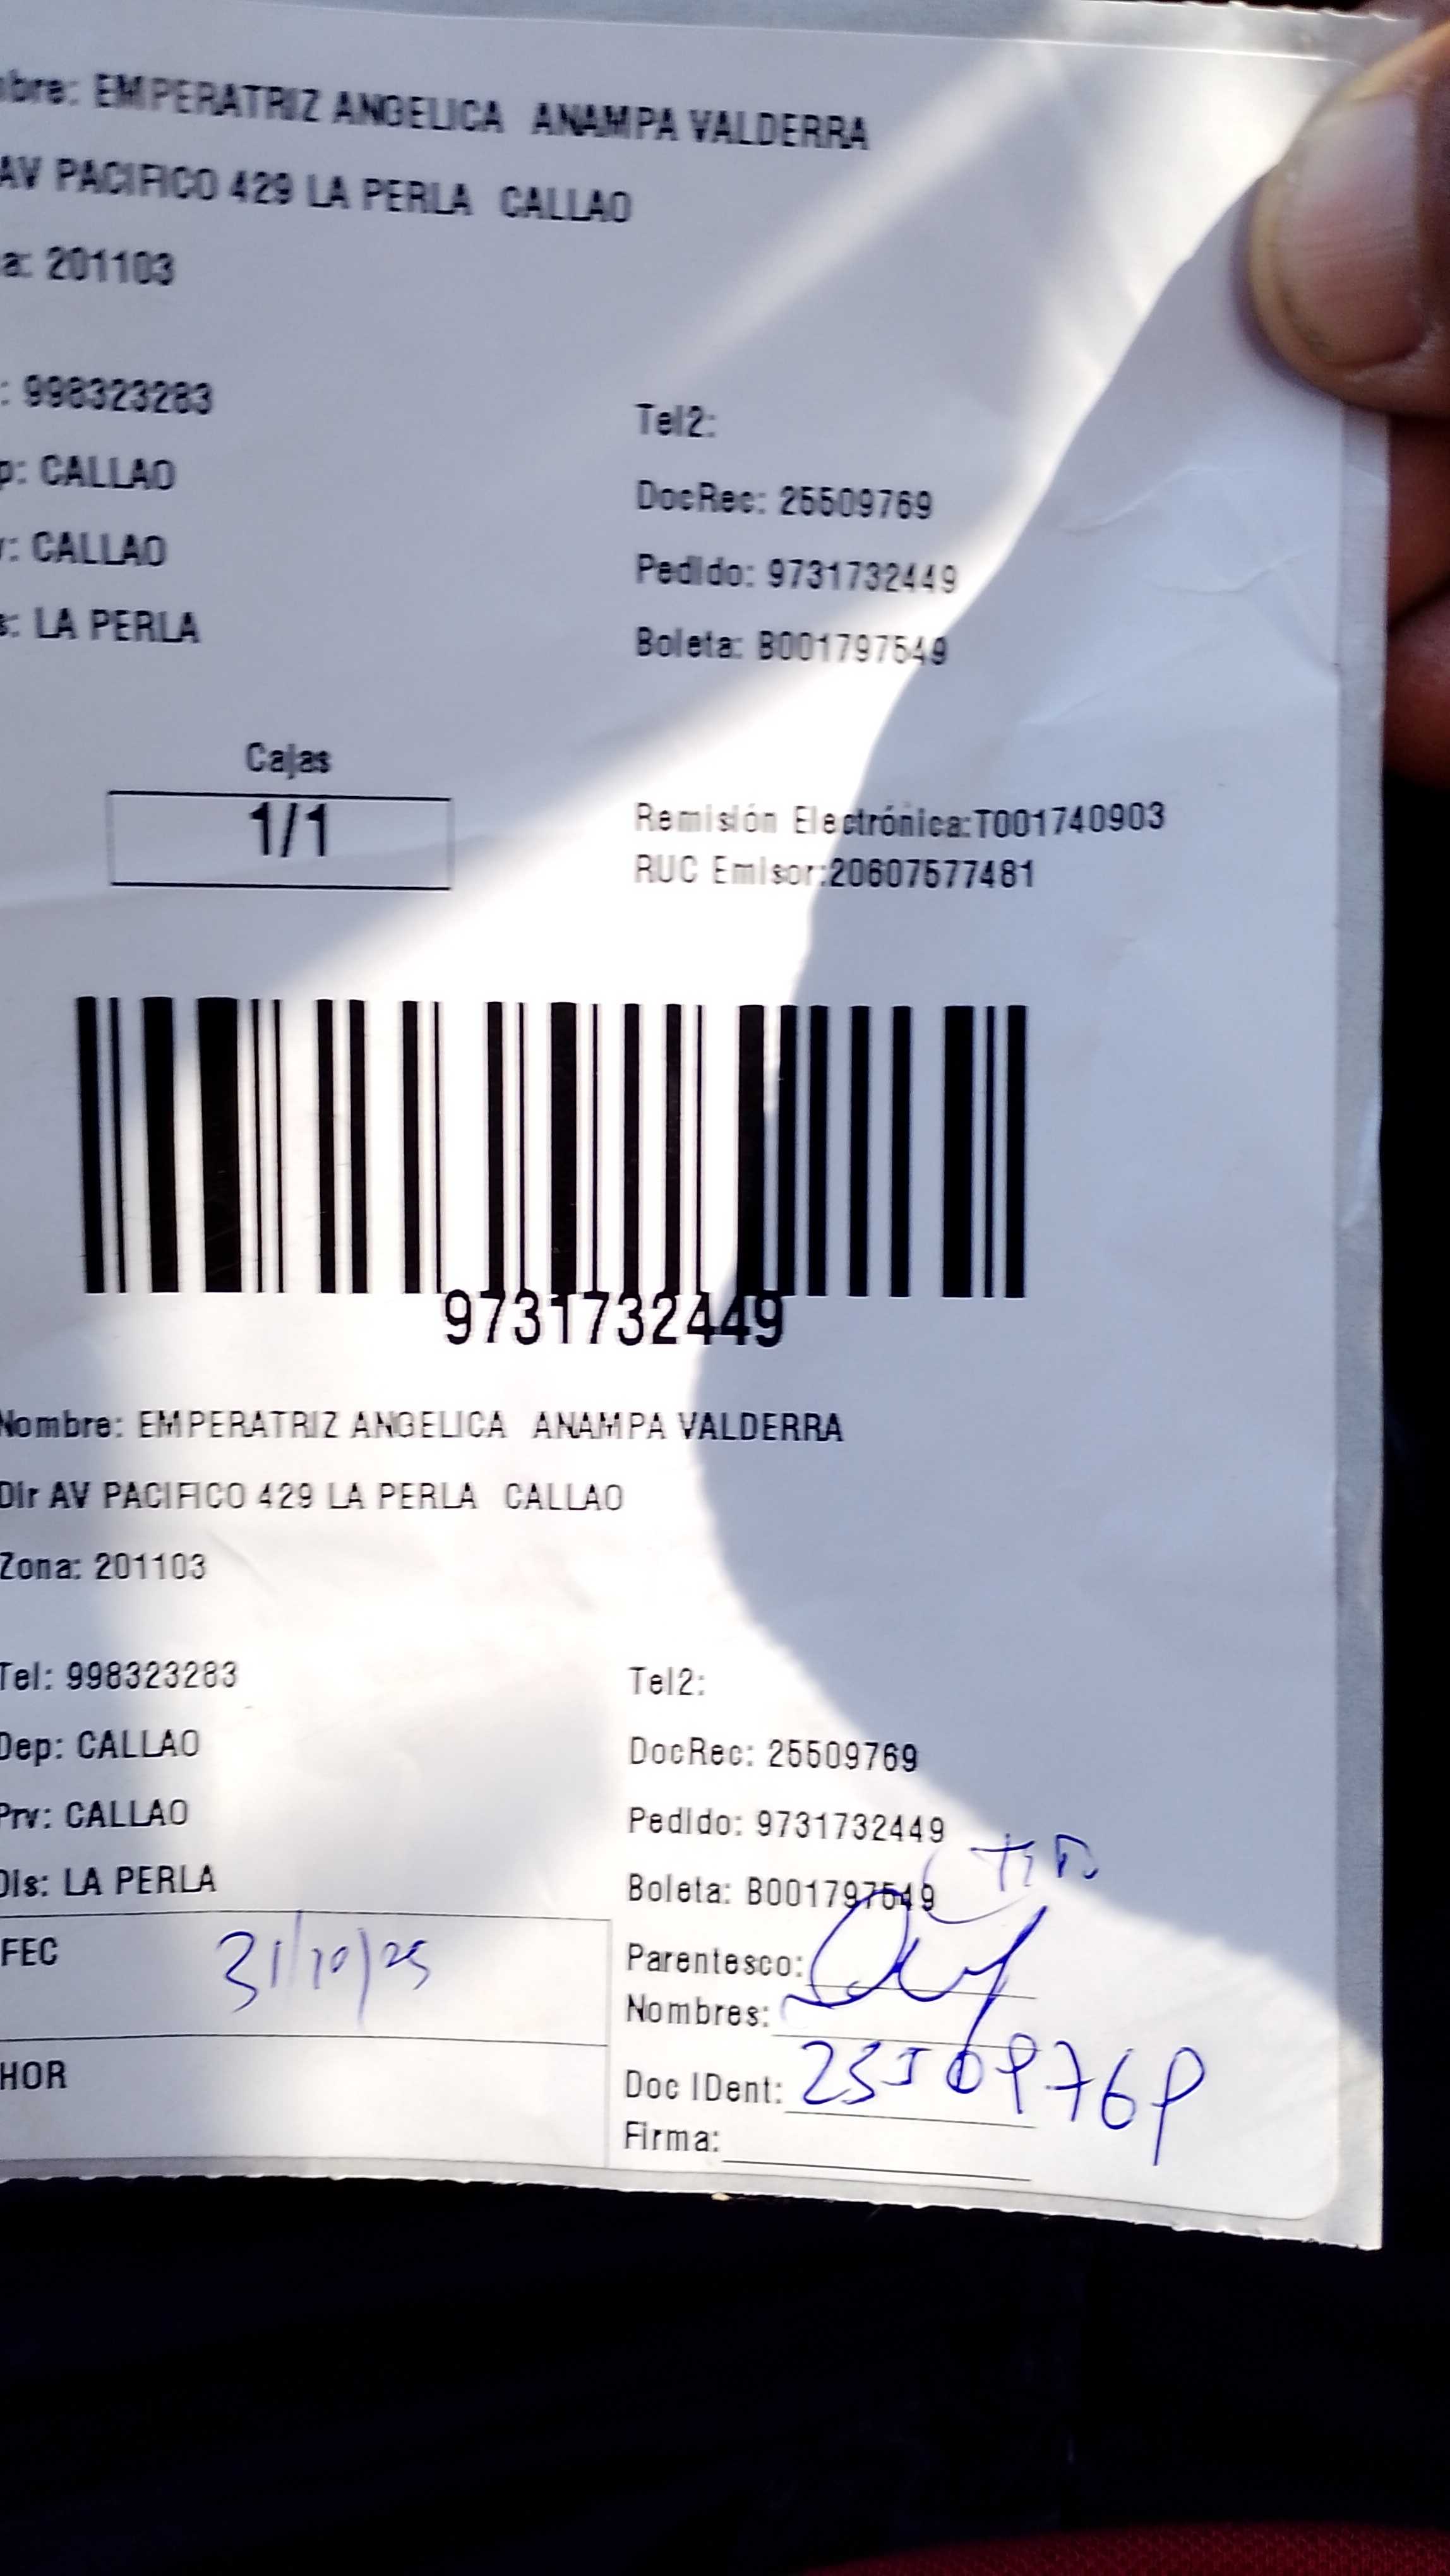 bre: EMPERATRIZ ANGELICA ANAMPA VALDERRA
AV PACIFICO 429 LA PERLA CALLAO
a: 201103
: 998323283
Tel2:
p: CALLAO
DocRec: 25509769
: CALLAO
Pedido: 9731732449
s: LA PERLA
Boleta: B001797549
Cajas
1/1
Remisión Electrónica:T001740903
RUC Emisor:20607577481
9731732449
Nombre: EMPERATRIZ ANGELICA ANAMPA VALDERRA
Dir AV PACIFICO 429 LA PERLA CALLAO
Zona: 201103
Tel: 998323283
Tel2:
Dep: CALLAO
DocRec: 25509769
Prv: CALLAO
Pedido: 9731732449
Dis: LA PERLA
Boleta: B001797549
FEC 31/10/25
Parentesco:
Nombres:
HOR
Doc IDent: 25509769
Firma: